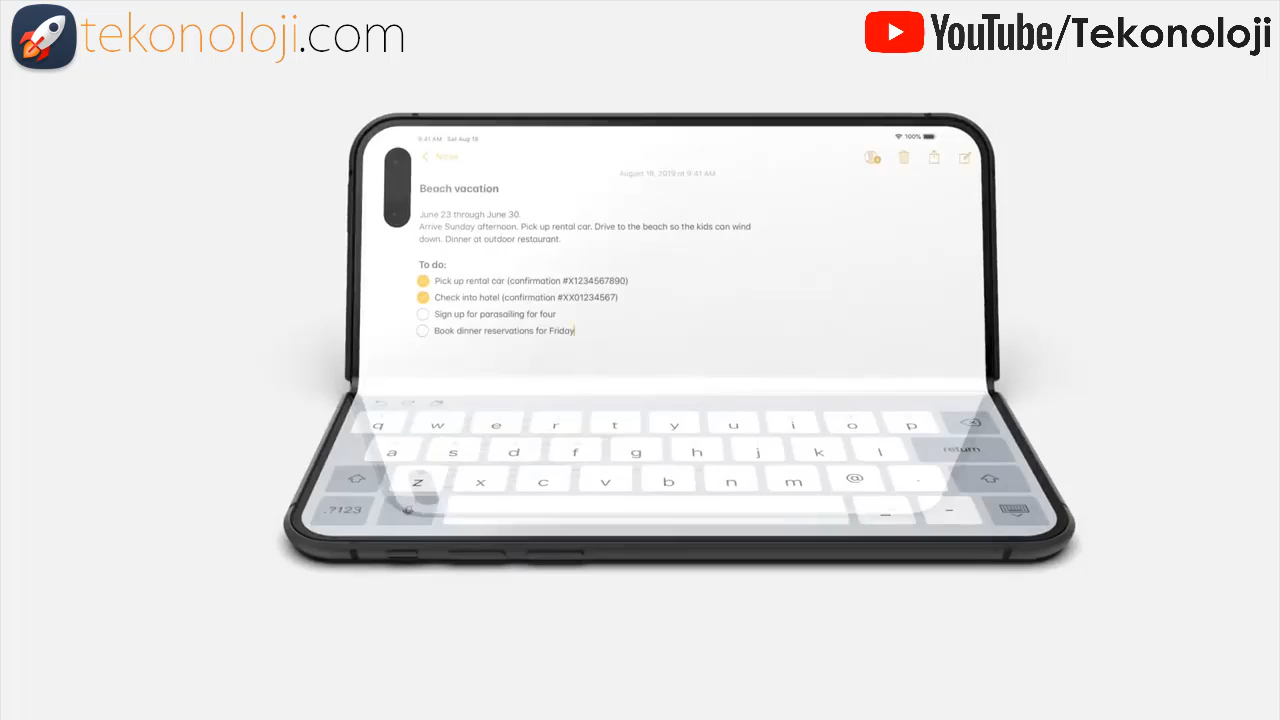 tekonoloji.com
YouTube/Tekonoloji
9:41 AM Sat Aug 16
100%
Notes
August 16, 2019 at 9:41 AM
Beach vacation
June 23 through June 30.
Arrive Sunday afternoon. Pick up rental car. Drive to the beach so the kids can wind
down. Dinner at outdoor restaurant.
To do:
Pick up rental car (confirmation #X1234567890)
Check into hotel (confirmation #XX01234567)
Sign up for parasailing for four
Book dinner reservations for Friday
q w e r t y u i o p
a s d f g h j k l return
z x c v b n m @ .
.?123 _ -